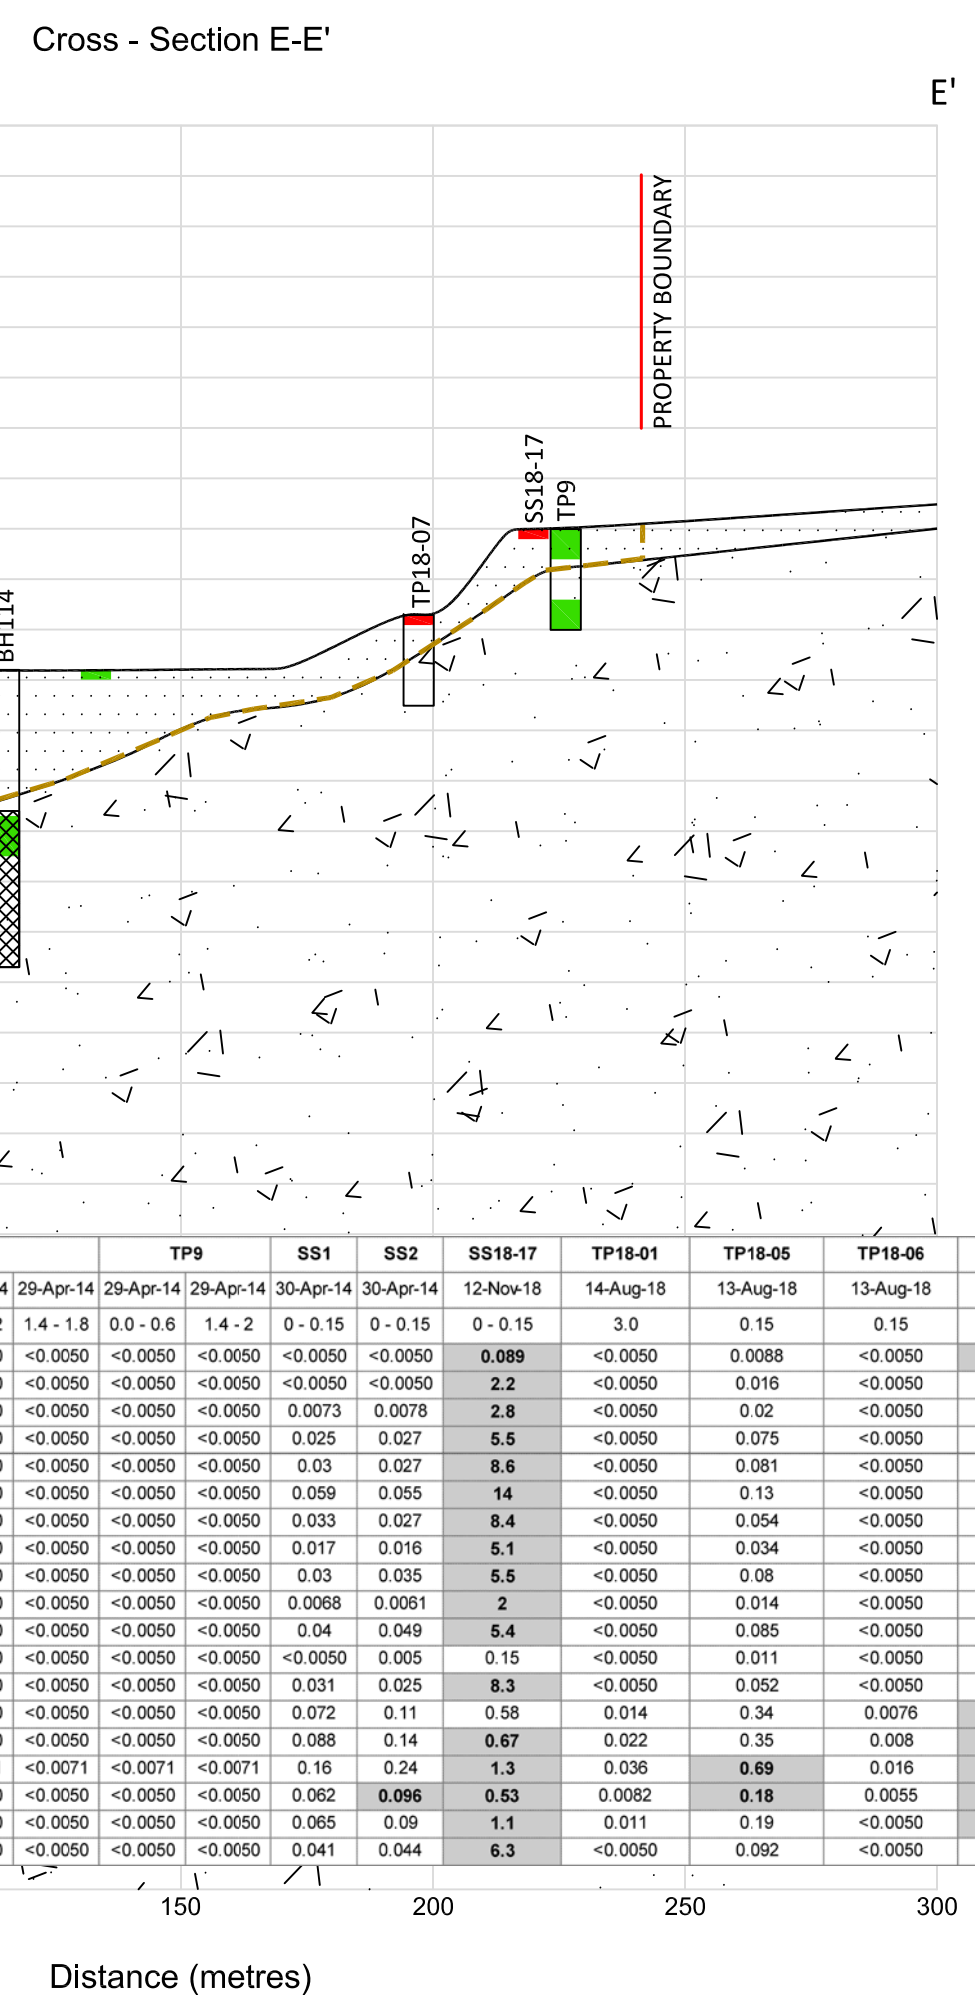 Cross - Section E-E'
E'
PROPERTY BOUNDARY
SS18-17
TP9
TP18-07
BH114
TP9 SS1 SS2 SS18-17 TP18-01 TP18-05 TP18-06
4 29-Apr-14 29-Apr-14 29-Apr-14 30-Apr-14 30-Apr-14 12-Nov-18 14-Aug-18 13-Aug-18 13-Aug-18
2 1.4 - 1.8 0.0 - 0.6 1.4 - 2 0 - 0.15 0 - 0.15 0 - 0.15 3.0 0.15 0.15
0 <0.0050 <0.0050 <0.0050 <0.0050 <0.0050 0.089 <0.0050 0.0088 <0.0050
0 <0.0050 <0.0050 <0.0050 <0.0050 <0.0050 2.2 <0.0050 0.016 <0.0050
0 <0.0050 <0.0050 <0.0050 0.0073 0.0078 2.8 <0.0050 0.02 <0.0050
0 <0.0050 <0.0050 <0.0050 0.025 0.027 5.5 <0.0050 0.075 <0.0050
0 <0.0050 <0.0050 <0.0050 0.03 0.027 8.6 <0.0050 0.081 <0.0050
0 <0.0050 <0.0050 <0.0050 0.059 0.055 14 <0.0050 0.13 <0.0050
0 <0.0050 <0.0050 <0.0050 0.033 0.027 8.4 <0.0050 0.054 <0.0050
0 <0.0050 <0.0050 <0.0050 0.017 0.016 5.1 <0.0050 0.034 <0.0050
0 <0.0050 <0.0050 <0.0050 0.03 0.035 5.5 <0.0050 0.08 <0.0050
0 <0.0050 <0.0050 <0.0050 0.0068 0.0061 2 <0.0050 0.014 <0.0050
0 <0.0050 <0.0050 <0.0050 0.04 0.049 5.4 <0.0050 0.085 <0.0050
0 <0.0050 <0.0050 <0.0050 <0.0050 0.005 0.15 <0.0050 0.011 <0.0050
0 <0.0050 <0.0050 <0.0050 0.031 0.025 8.3 <0.0050 0.052 <0.0050
0 <0.0050 <0.0050 <0.0050 0.072 0.11 0.58 0.014 0.34 0.0076
0 <0.0050 <0.0050 <0.0050 0.088 0.14 0.67 0.022 0.35 0.008
<0.0071 <0.0071 <0.0071 0.16 0.24 1.3 0.036 0.69 0.016
0 <0.0050 <0.0050 <0.0050 0.062 0.096 0.53 0.0082 0.18 0.0055
0 <0.0050 <0.0050 <0.0050 0.065 0.09 1.1 0.011 0.19 <0.0050
0 <0.0050 <0.0050 <0.0050 0.041 0.044 6.3 <0.0050 0.092 <0.0050
150 200 250 300
Distance (metres)